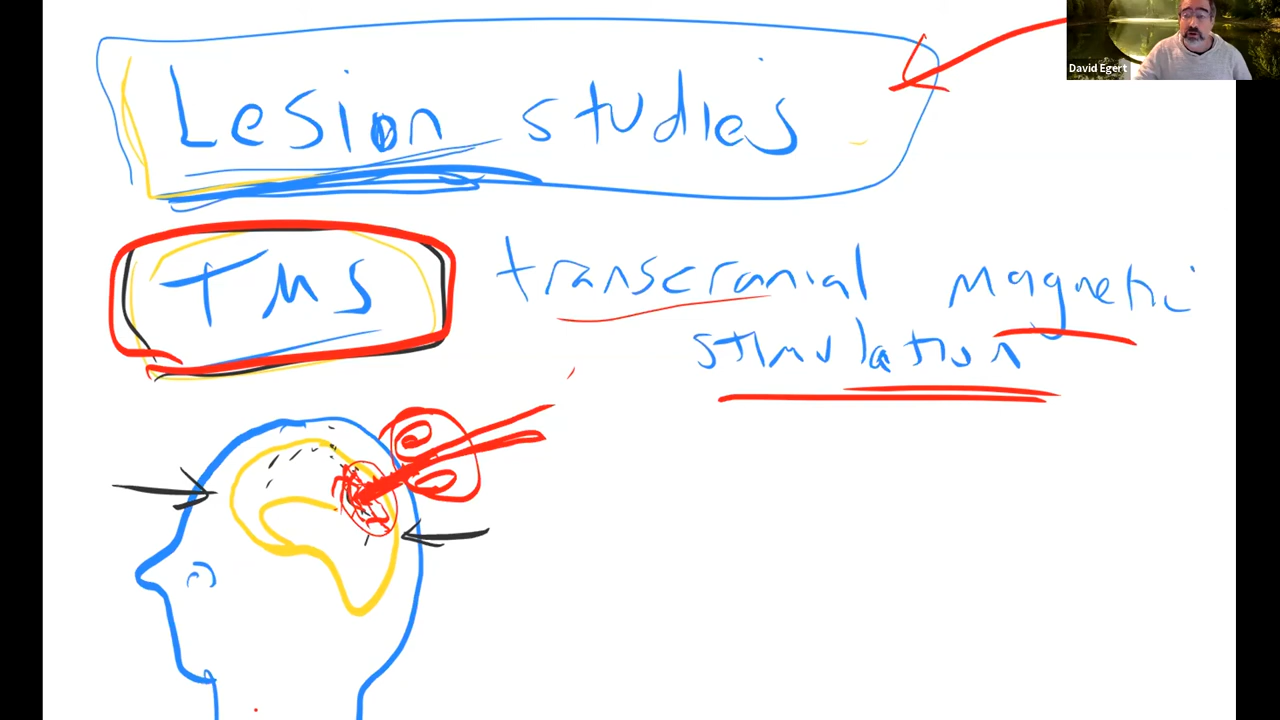 David Egert
Lesion studies
TMS transcranial magnetic
stimulation